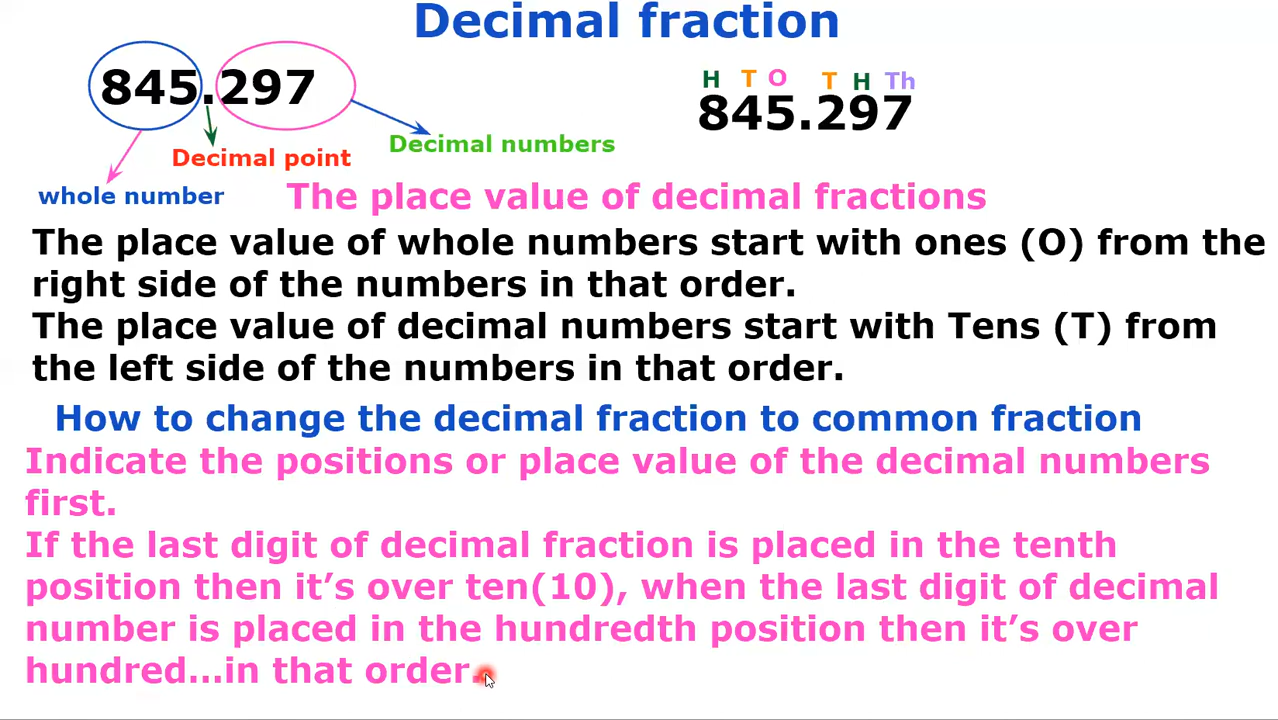 Decimal fraction
845.297
Decimal point
Decimal numbers
whole number
H T O T H Th
845.297
The place value of decimal fractions
The place value of whole numbers start with ones (O) from the
right side of the numbers in that order.
The place value of decimal numbers start with Tens (T) from
the left side of the numbers in that order.
How to change the decimal fraction to common fraction
Indicate the positions or place value of the decimal numbers
first.
If the last digit of decimal fraction is placed in the tenth
position then it’s over ten(10), when the last digit of decimal
number is placed in the hundredth position then it’s over
hundred...in that order.